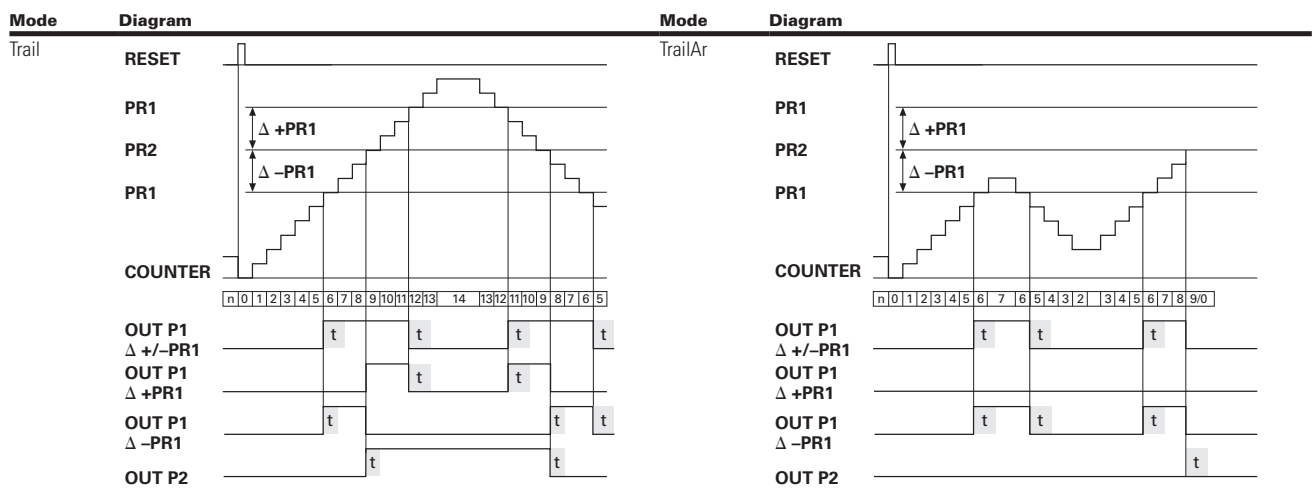 Mode Diagram
Trail
RESET
PR1
Δ +PR1
PR2
Δ –PR1
PR1
COUNTER
n 0 1 2 3 4 5 6 7 8 9 10 11 12 13 14 13 12 11 10 9 8 7 6 5
OUT P1
Δ +/–PR1
t t t t
OUT P1
Δ +PR1
t t
OUT P1
Δ –PR1
t t t
OUT P2
t t
Mode Diagram
TrailAr
RESET
PR1
Δ +PR1
PR2
Δ –PR1
PR1
COUNTER
n 0 1 2 3 4 5 6 7 6 5 4 3 2 3 4 5 6 7 8 9/0
OUT P1
Δ +/–PR1
t t t
OUT P1
Δ +PR1
OUT P1
Δ –PR1
t t t
OUT P2
t